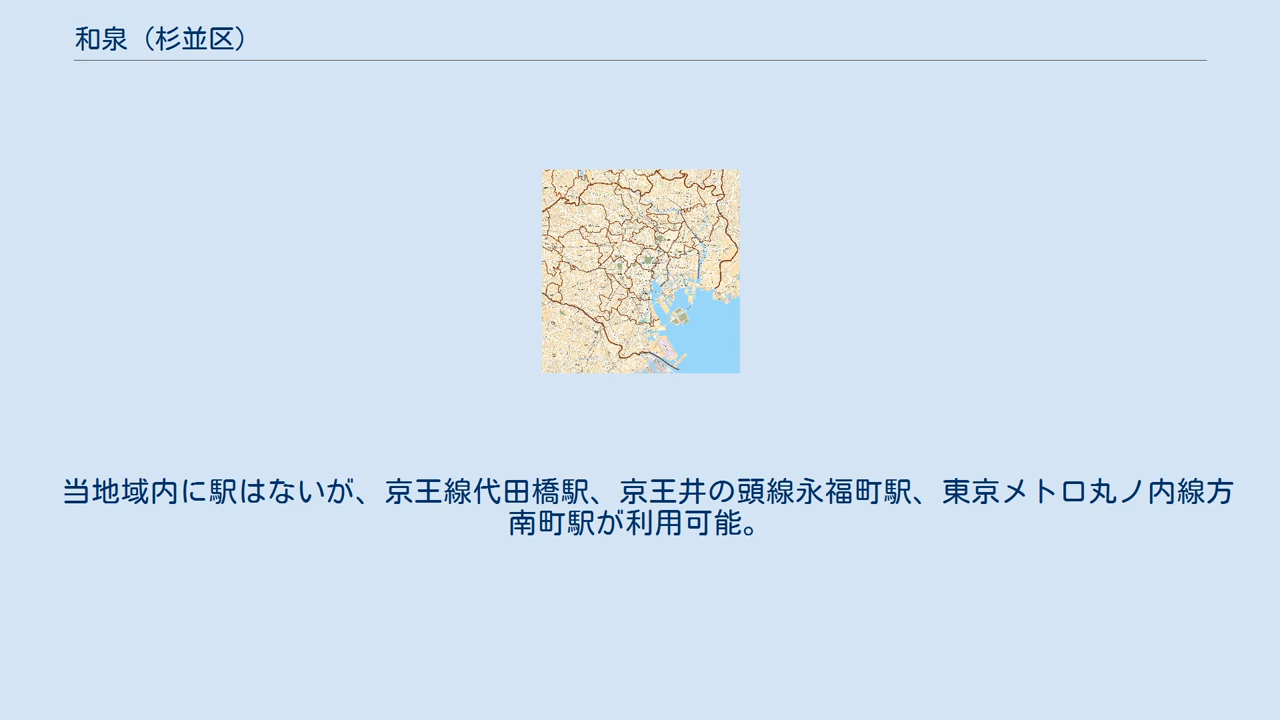 和泉（杉並区）
当地域内に駅はないが、京王線代田橋駅、京王井の頭線永福町駅、東京メトロ丸ノ内線方
南町駅が利用可能。